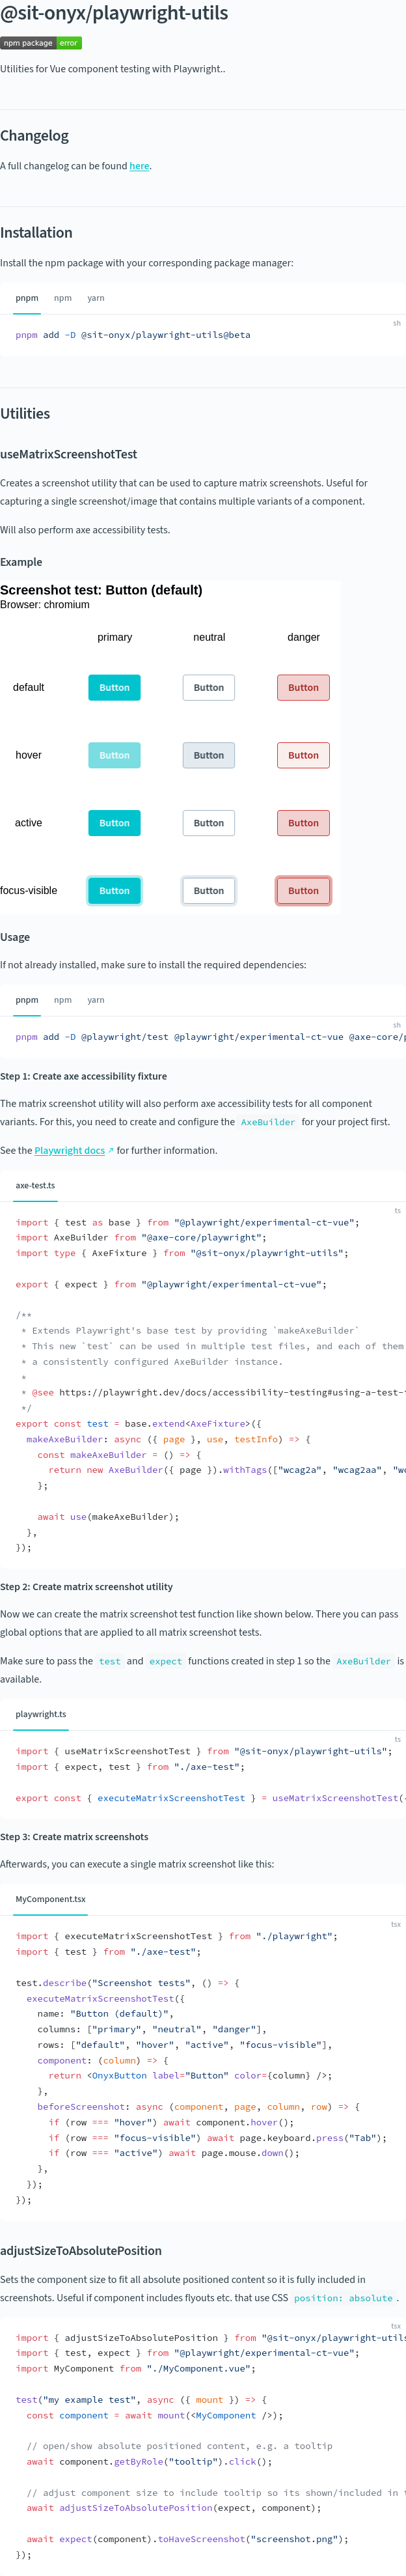 @sit-onyx/playwright-utils
npm package error
Utilities for Vue component testing with Playwright..
Changelog
A full changelog can be found here.
Installation
Install the npm package with your corresponding package manager:
pnpm npm yarn
sh
pnpm add -D @sit-onyx/playwright-utils@beta
Utilities
useMatrixScreenshotTest
Creates a screenshot utility that can be used to capture matrix screenshots. Useful for
capturing a single screenshot/image that contains multiple variants of a component.
Will also perform axe accessibility tests.
Example
Screenshot test: Button (default)
Browser: chromium
primary neutral danger
default Button Button Button
hover Button Button Button
active Button Button Button
focus-visible Button Button Button
Usage
If not already installed, make sure to install the required dependencies:
pnpm npm yarn
sh
pnpm add -D @playwright/test @playwright/experimental-ct-vue @axe-core/p
Step 1: Create axe accessibility fixture
The matrix screenshot utility will also perform axe accessibility tests for all component
variants. For this, you need to create and configure the AxeBuilder for your project first.
See the Playwright docs ↗ for further information.
axe-test.ts
ts
import { test as base } from "@playwright/experimental-ct-vue";
import AxeBuilder from "@axe-core/playwright";
import type { AxeFixture } from "@sit-onyx/playwright-utils";
export { expect } from "@playwright/experimental-ct-vue";
/**
* Extends Playwright's base test by providing `makeAxeBuilder`
* This new `test` can be used in multiple test files, and each of them
* a consistently configured AxeBuilder instance.
*
* @see https://playwright.dev/docs/accessibility-testing#using-a-test-
*/
export const test = base.extend<AxeFixture>({
makeAxeBuilder: async ({ page }, use, testInfo) => {
const makeAxeBuilder = () => {
return new AxeBuilder({ page }).withTags(["wcag2a", "wcag2aa", "wc
};
await use(makeAxeBuilder);
},
});
Step 2: Create matrix screenshot utility
Now we can create the matrix screenshot test function like shown below. There you can pass
global options that are applied to all matrix screenshot tests.
Make sure to pass the test and expect functions created in step 1 so the AxeBuilder is
available.
playwright.ts
ts
import { useMatrixScreenshotTest } from "@sit-onyx/playwright-utils";
import { expect, test } from "./axe-test";
export const { executeMatrixScreenshotTest } = useMatrixScreenshotTest({
Step 3: Create matrix screenshots
Afterwards, you can execute a single matrix screenshot like this:
MyComponent.tsx
tsx
import { executeMatrixScreenshotTest } from "./playwright";
import { test } from "./axe-test";
test.describe("Screenshot tests", () => {
executeMatrixScreenshotTest({
name: "Button (default)",
columns: ["primary", "neutral", "danger"],
rows: ["default", "hover", "active", "focus-visible"],
component: (column) => {
return <OnyxButton label="Button" color={column} />;
},
beforeScreenshot: async (component, page, column, row) => {
if (row === "hover") await component.hover();
if (row === "focus-visible") await page.keyboard.press("Tab");
if (row === "active") await page.mouse.down();
},
});
});
adjustSizeToAbsolutePosition
Sets the component size to fit all absolute positioned content so it is fully included in
screenshots. Useful if component includes flyouts etc. that use CSS position: absolute .
tsx
import { adjustSizeToAbsolutePosition } from "@sit-onyx/playwright-utils
import { test, expect } from "@playwright/experimental-ct-vue";
import MyComponent from "./MyComponent.vue";
test("my example test", async ({ mount }) => {
const component = await mount(<MyComponent />);
// open/show absolute positioned content, e.g. a tooltip
await component.getByRole("tooltip").click();
// adjust component size to include tooltip so its shown/included in t
await adjustSizeToAbsolutePosition(expect, component);
await expect(component).toHaveScreenshot("screenshot.png");
});